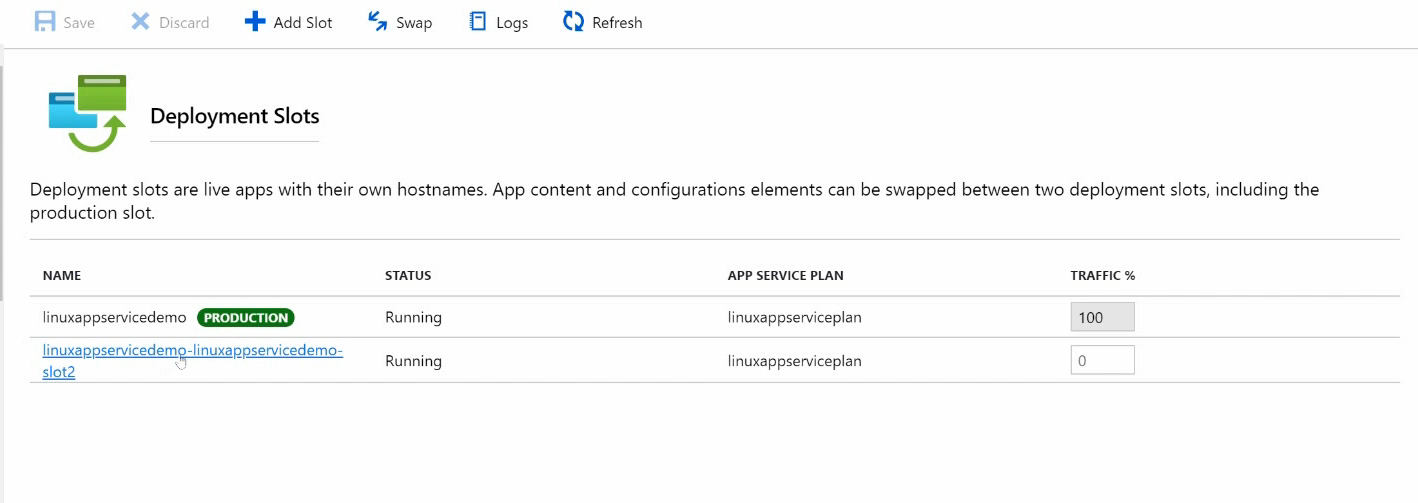 Save Discard Add Slot Swap Logs Refresh
Deployment Slots
Deployment slots are live apps with their own hostnames. App content and configurations elements can be swapped between two deployment slots, including the
production slot.
NAME STATUS APP SERVICE PLAN TRAFFIC %
linuxappservicedemo PRODUCTION Running linuxappserviceplan 100
linuxappservicedemo-linuxappservicedemo-
slot2 Running linuxappserviceplan 0